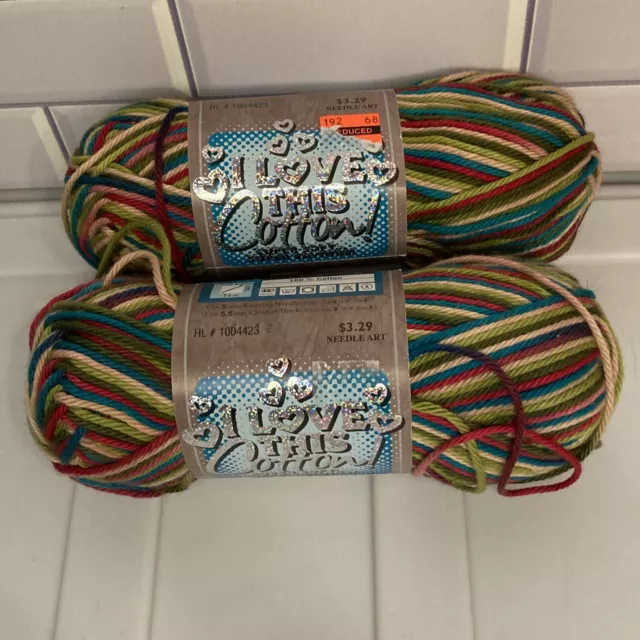 HL # 1004423
$3.29
NEEDLE ART
192 68
DUCED
I LOVE
THIS
Cotton!
100 % Cotton
HL # 1004423
$3.29
NEEDLE ART
I LOVE
THIS
Cotton!